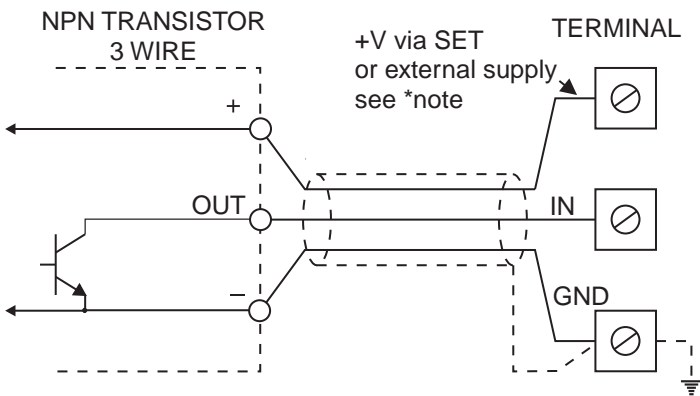 NPN TRANSISTOR
3 WIRE
+V via SET
or external supply
see *note
TERMINAL
+
OUT
IN
–
GND